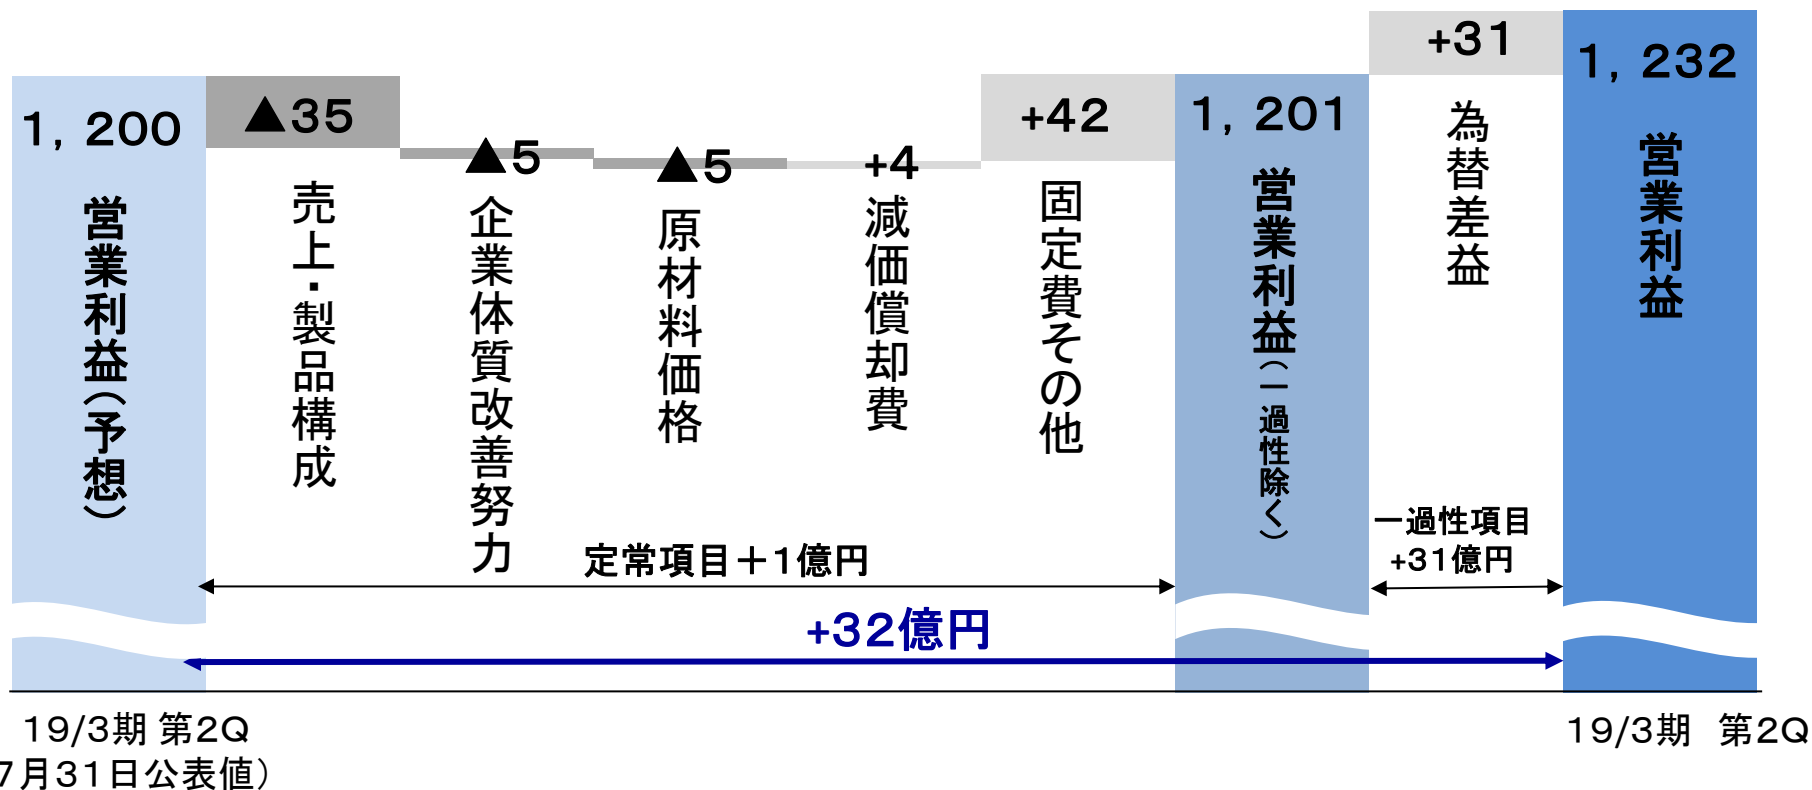 1, 200
営業利益(予想)
▲35
売上・製品構成
▲5
企業体質改善努力
▲5
原材料価格
+4
減価償却費
+42
固定費その他
1, 201
営業利益(一過性除く)
+31
為替差益
1, 232
営業利益
定常項目＋1億円
一過性項目
+31億円
+32億円
19/3期 第2Q
7月31日公表値）
19/3期 第2Q